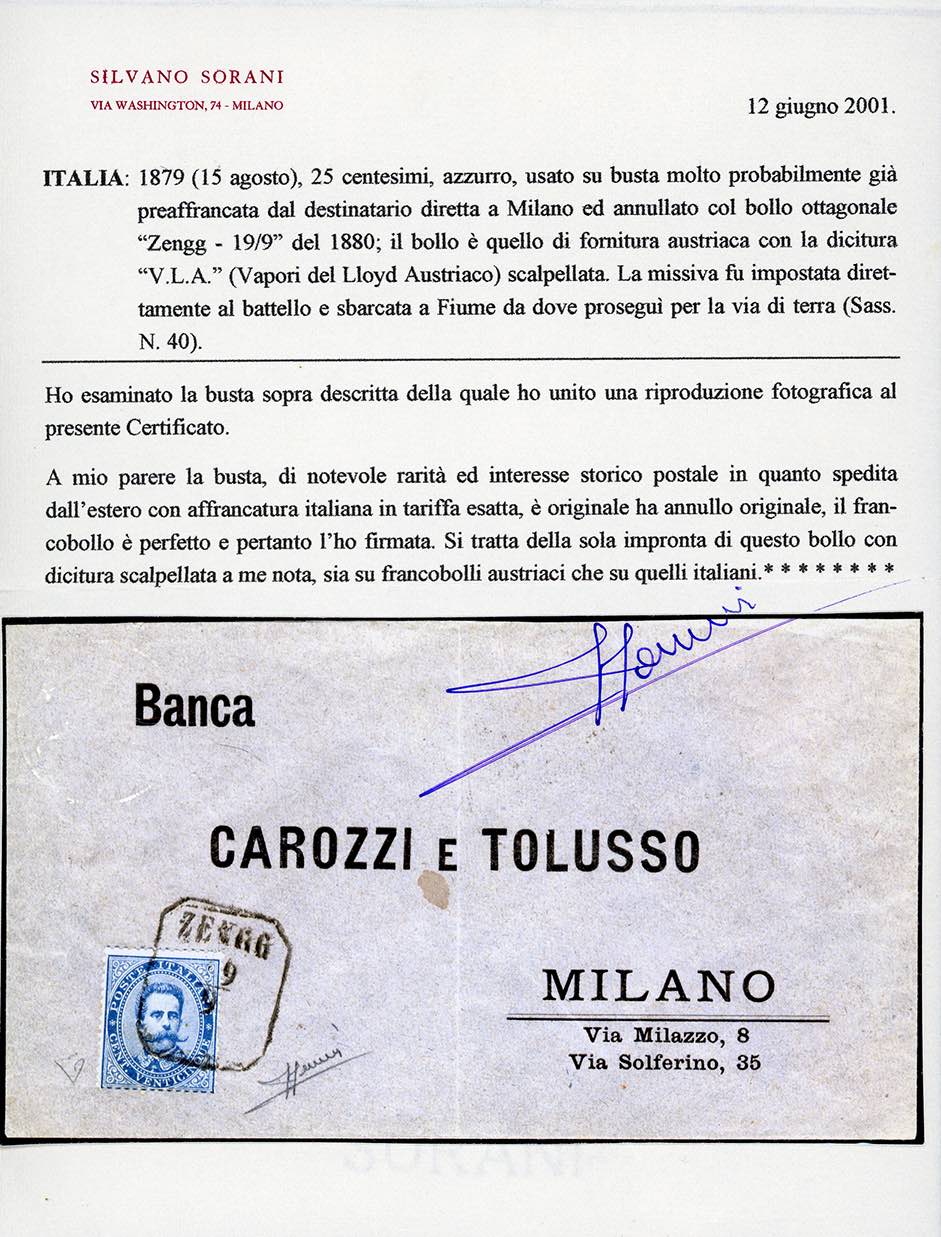 SILVANO SORANI
VIA WASHINGTON, 74 - MILANO
12 giugno 2001.
ITALIA: 1879 (15 agosto), 25 centesimi, azzurro, usato su busta molto probabilmente già
preaffrancata dal destinatario diretta a Milano ed annullato col bollo ottagonale
“Zengg - 19/9” del 1880; il bollo è quello di fornitura austriaca con la dicitura
“V.L.A.” (Vapori del Lloyd Austriaco) scalpellata. La missiva fu impostata diret-
tamente al battello e sbarcata a Fiume da dove proseguì per la via di terra (Sass.
N. 40).
Ho esaminato la busta sopra descritta della quale ho unito una riproduzione fotografica al
presente Certificato.
A mio parere la busta, di notevole rarità ed interesse storico postale in quanto spedita
dall’estero con affrancatura italiana in tariffa esatta, è originale ha annullo originale, il fran-
cobollo è perfetto e pertanto l’ho firmata. Si tratta della sola impronta di questo bollo con
dicitura scalpellata a me nota, sia su francobolli austriaci che su quelli italiani.* * * * * * * *
Banca
CAROZZI E TOLUSSO
ZENGG
9
POSTE ITALIANE
CENT. VENTICINQUE
MILANO
Via Milazzo, 8
Via Solferino, 35
SORANI